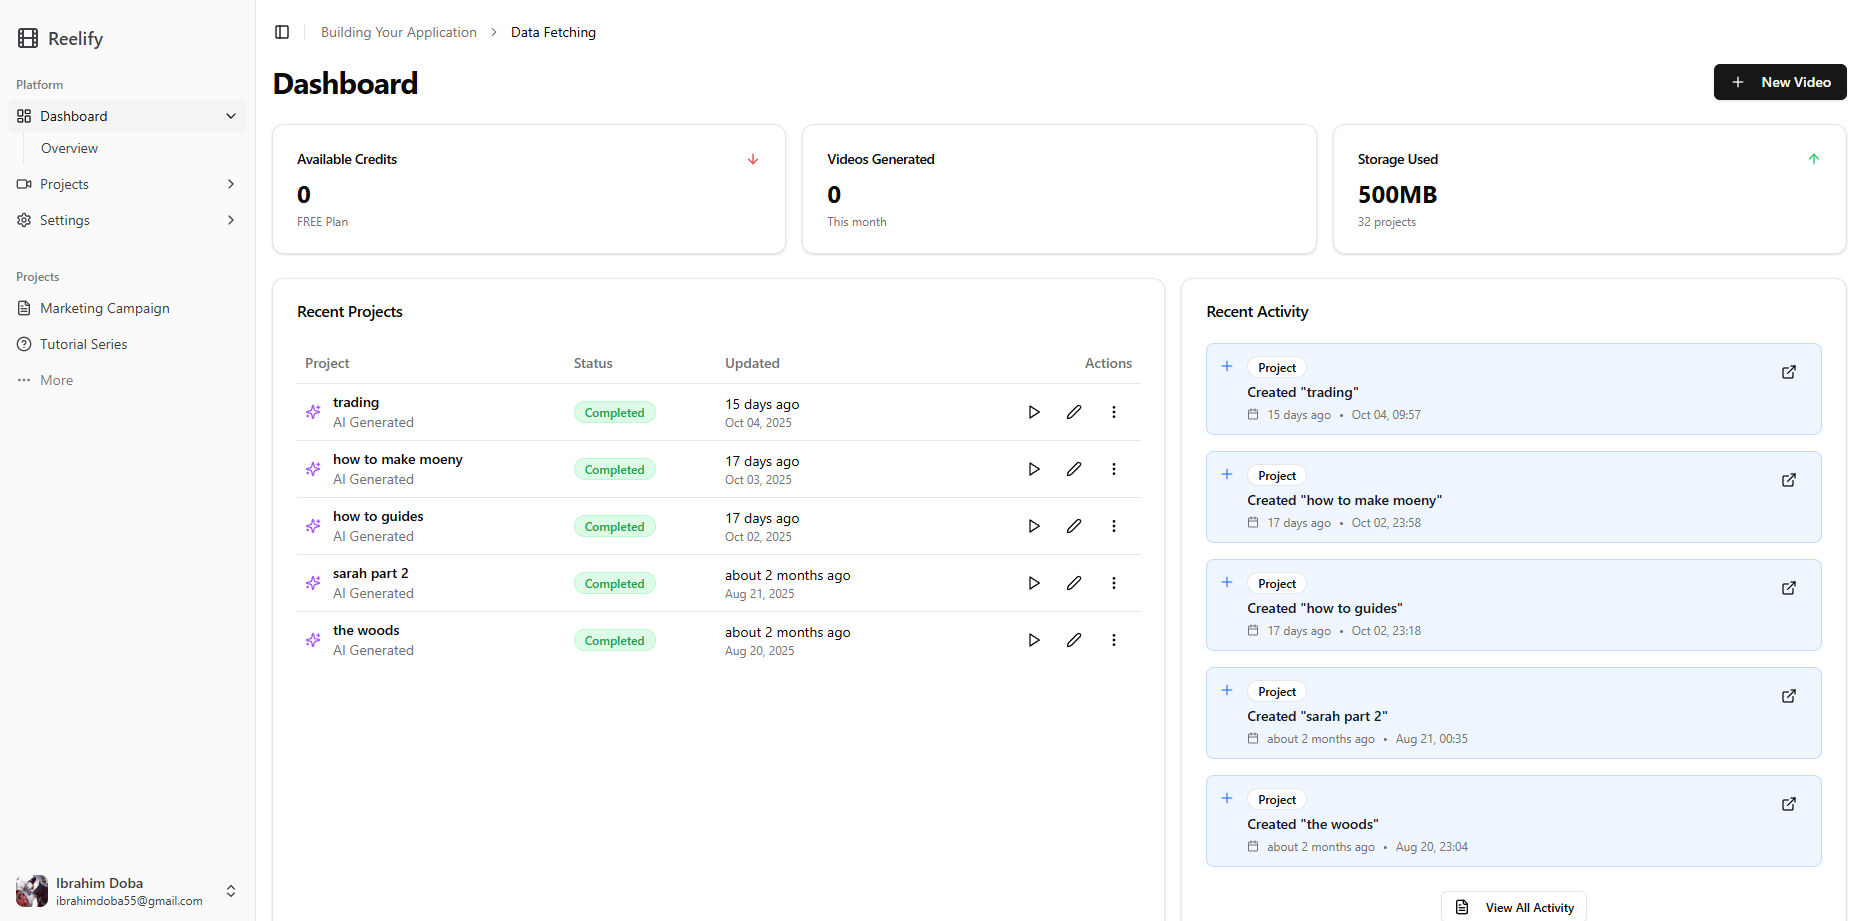 Reelify
Platform
Dashboard
Overview
Projects
Settings
Projects
Marketing Campaign
Tutorial Series
More
Ibrahim Doba
ibrahimdoba55@gmail.com
Building Your Application > Data Fetching
Dashboard
+ New Video
Available Credits
0
FREE Plan
Videos Generated
0
This month
Storage Used
500MB
32 projects
Recent Projects
Project Status Updated Actions
trading
AI Generated
Completed
15 days ago
Oct 04, 2025
how to make moeny
AI Generated
Completed
17 days ago
Oct 03, 2025
how to guides
AI Generated
Completed
17 days ago
Oct 02, 2025
sarah part 2
AI Generated
Completed
about 2 months ago
Aug 21, 2025
the woods
AI Generated
Completed
about 2 months ago
Aug 20, 2025
Recent Activity
Project
Created "trading"
15 days ago • Oct 04, 09:57
Project
Created "how to make moeny"
17 days ago • Oct 02, 23:58
Project
Created "how to guides"
17 days ago • Oct 02, 23:18
Project
Created "sarah part 2"
about 2 months ago • Aug 21, 00:35
Project
Created "the woods"
about 2 months ago • Aug 20, 23:04
View All Activity